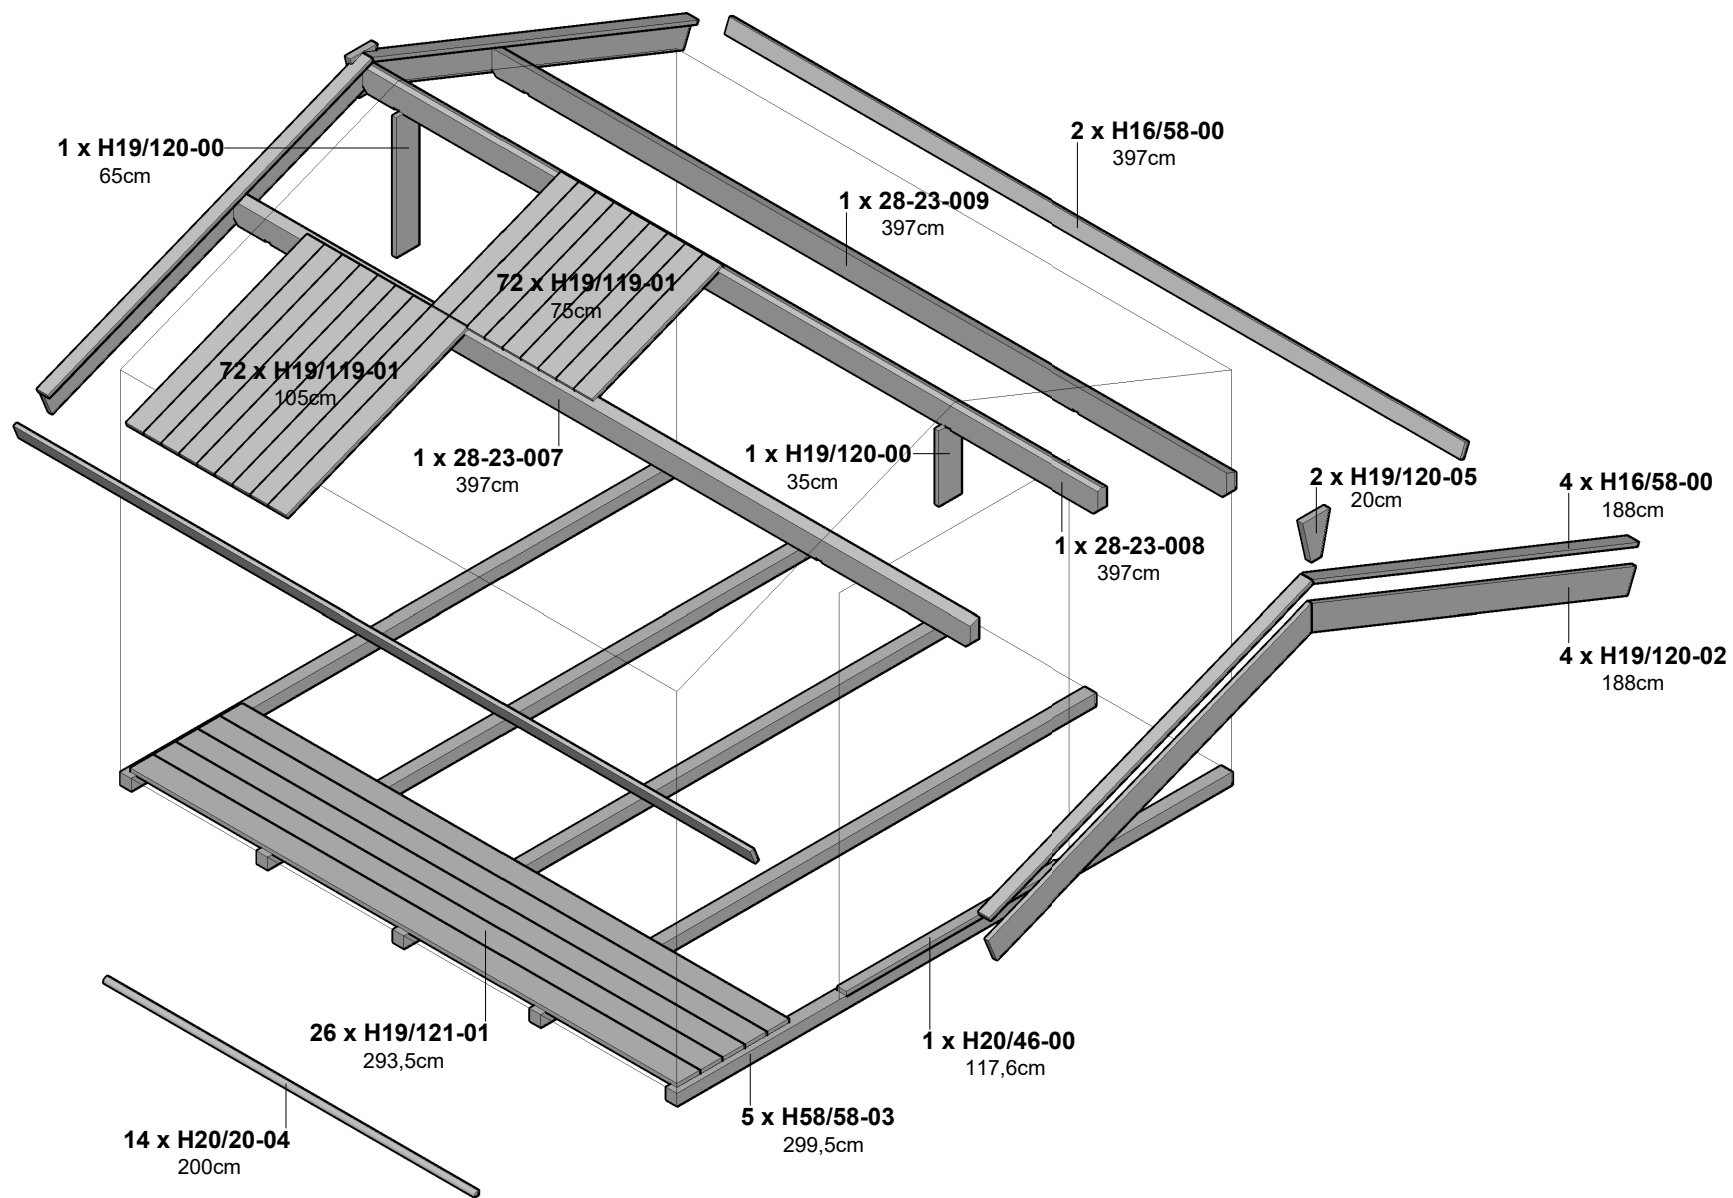 2 x H16/58-00
397cm
1 x H19/120-00
65cm
1 x 28-23-009
397cm
72 x H19/119-01
75cm
72 x H19/119-01
105cm
1 x 28-23-007
397cm
1 x H19/120-00
35cm
2 x H19/120-05
20cm
4 x H16/58-00
188cm
1 x 28-23-008
397cm
4 x H19/120-02
188cm
26 x H19/121-01
293,5cm
1 x H20/46-00
117,6cm
5 x H58/58-03
299,5cm
14 x H20/20-04
200cm